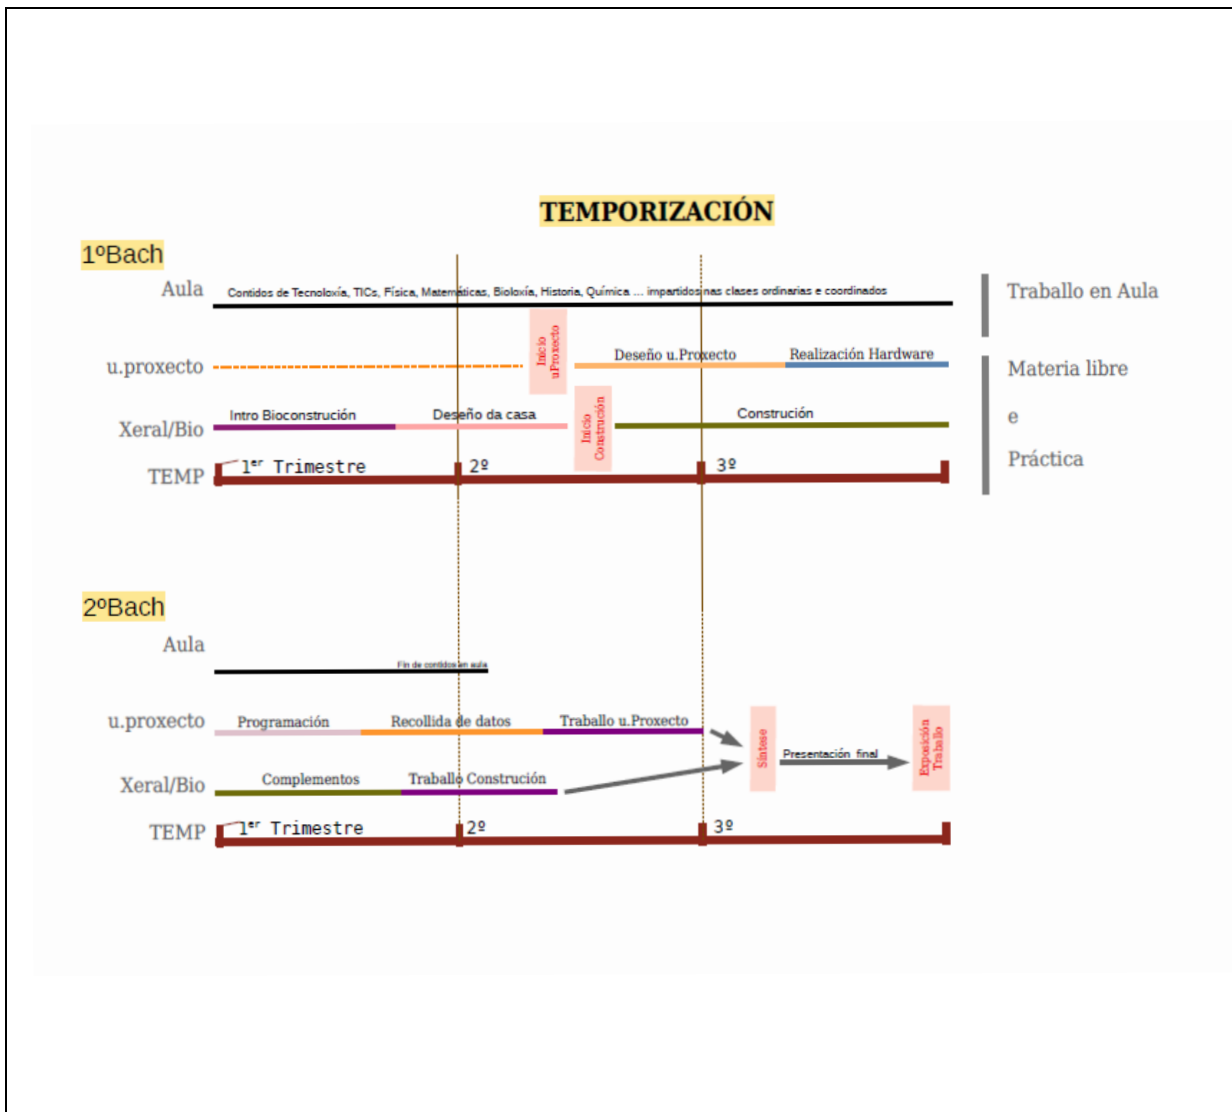 TEMPORIZACIÓN
1ºBach
Aula
Contidos de Tecnoloxía, TICs, Física, Matemáticas, Bioloxía, Historia, Química ... impartidos nas clases ordinarias e coordinados
Traballo en Aula
u.proxecto
Inicio
uProxecto
Deseño u.Proxecto
Realización Hardware
Materia libre
e
Práctica
Xeral/Bio
Intro Bioconstrución
Deseño da casa
Inicio
Construción
Construción
TEMP
1er Trimestre
2º
3º
2ºBach
Aula
Fin de contidos en aula
u.proxecto
Programación
Recollida de datos
Traballo u.Proxecto
Síntese
Presentación final
Exposición
Traballo
Xeral/Bio
Complementos
Traballo Construción
TEMP
1er Trimestre
2º
3º